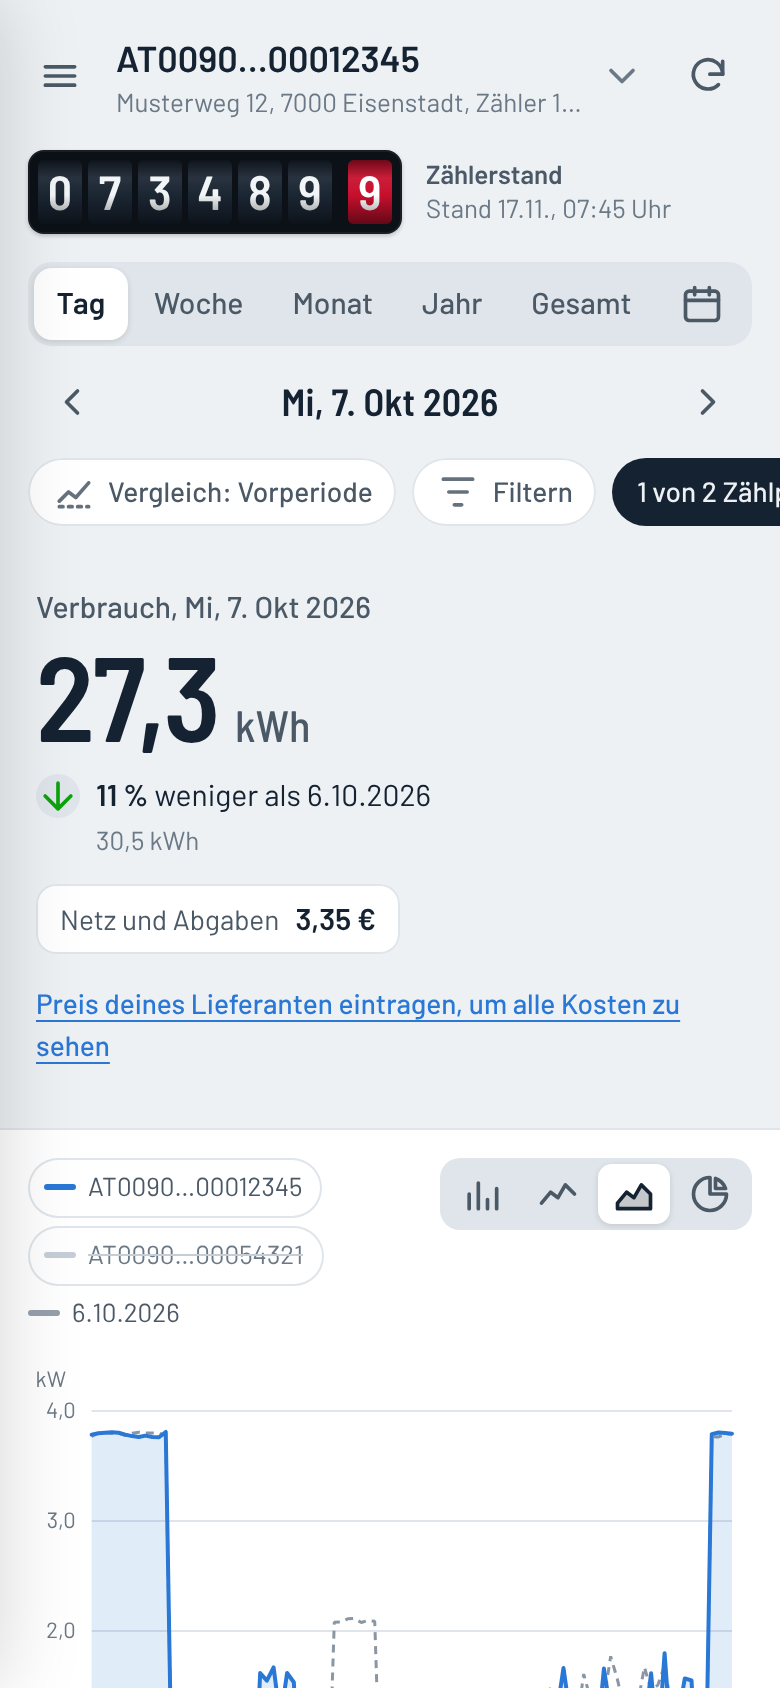 AT0090...00012345
Musterweg 12, 7000 Eisenstadt, Zähler 1...
0 7 3 4 8 9 9
Zählerstand
Stand 17.11., 07:45 Uhr
Tag Woche Monat Jahr Gesamt
Mi, 7. Okt 2026
Vergleich: Vorperiode Filtern 1 von 2
Verbrauch, Mi, 7. Okt 2026
27,3 kWh
11 % weniger als 6.10.2026
30,5 kWh
Netz und Abgaben 3,35 €
Preis deines Lieferanten eintragen, um alle Kosten zu
sehen
AT0090...00012345
AT0090...00054321
6.10.2026
kW
4,0
3,0
2,0